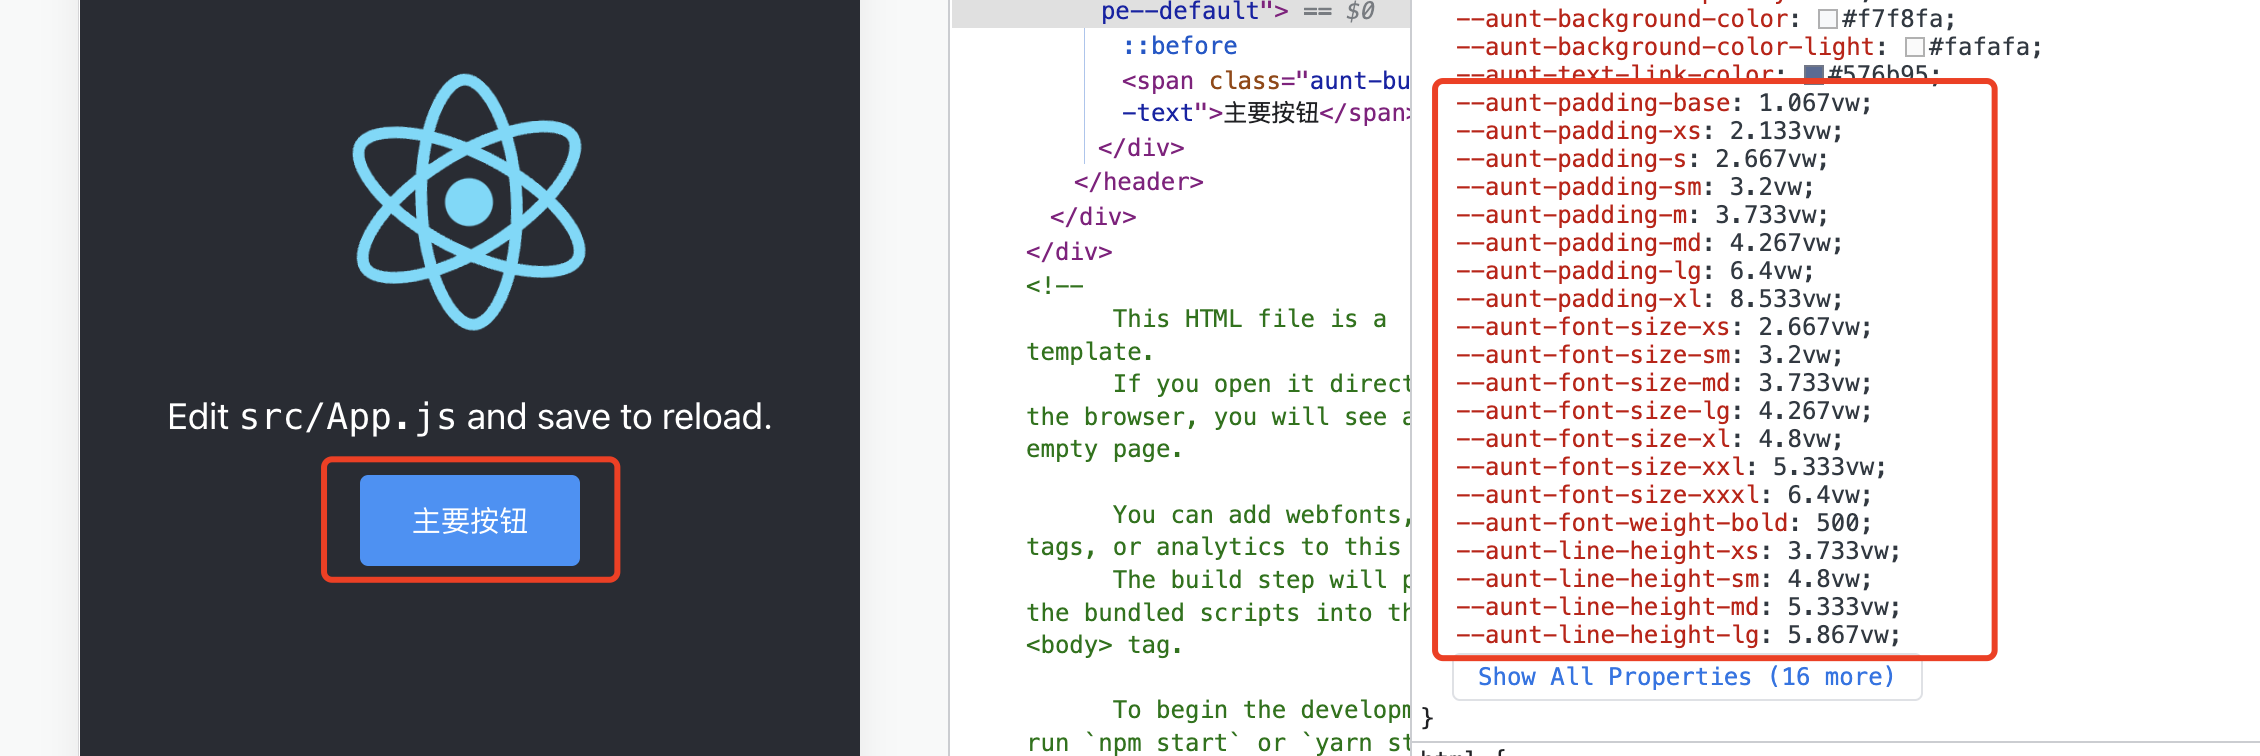 Edit src/App.js and save to reload.
主要按钮
pe--default"> == $0
::before
<span class="aunt-bu
-text">主要按钮</span>
</div>
</header>
</div>
</div>
<!--
This HTML file is a
template.
If you open it direct
the browser, you will see a
empty page.
You can add webfonts,
tags, or analytics to this
The build step will p
the bundled scripts into th
<body> tag.
To begin the developm
run `npm start` or `yarn st
--aunt-background-color: #f7f8fa;
--aunt-background-color-light: #fafafa;
--aunt-text-link-color: #576b95;
--aunt-padding-base: 1.067vw;
--aunt-padding-xs: 2.133vw;
--aunt-padding-s: 2.667vw;
--aunt-padding-sm: 3.2vw;
--aunt-padding-m: 3.733vw;
--aunt-padding-md: 4.267vw;
--aunt-padding-lg: 6.4vw;
--aunt-padding-xl: 8.533vw;
--aunt-font-size-xs: 2.667vw;
--aunt-font-size-sm: 3.2vw;
--aunt-font-size-md: 3.733vw;
--aunt-font-size-lg: 4.267vw;
--aunt-font-size-xl: 4.8vw;
--aunt-font-size-xxl: 5.333vw;
--aunt-font-size-xxxl: 6.4vw;
--aunt-font-weight-bold: 500;
--aunt-line-height-xs: 3.733vw;
--aunt-line-height-sm: 4.8vw;
--aunt-line-height-md: 5.333vw;
--aunt-line-height-lg: 5.867vw;
Show All Properties (16 more)
}